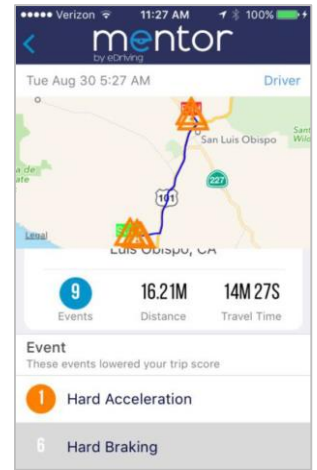 Verizon 11:27 AM 100%
mentor
by eDriving
Tue Aug 30 5:27 AM Driver
San Luis Obispo
227
101
Legal
Luis Obispo, CA
9 16.21M 14M 27S
Events Distance Travel Time
Event
These events lowered your trip score
1 Hard Acceleration
6 Hard Braking